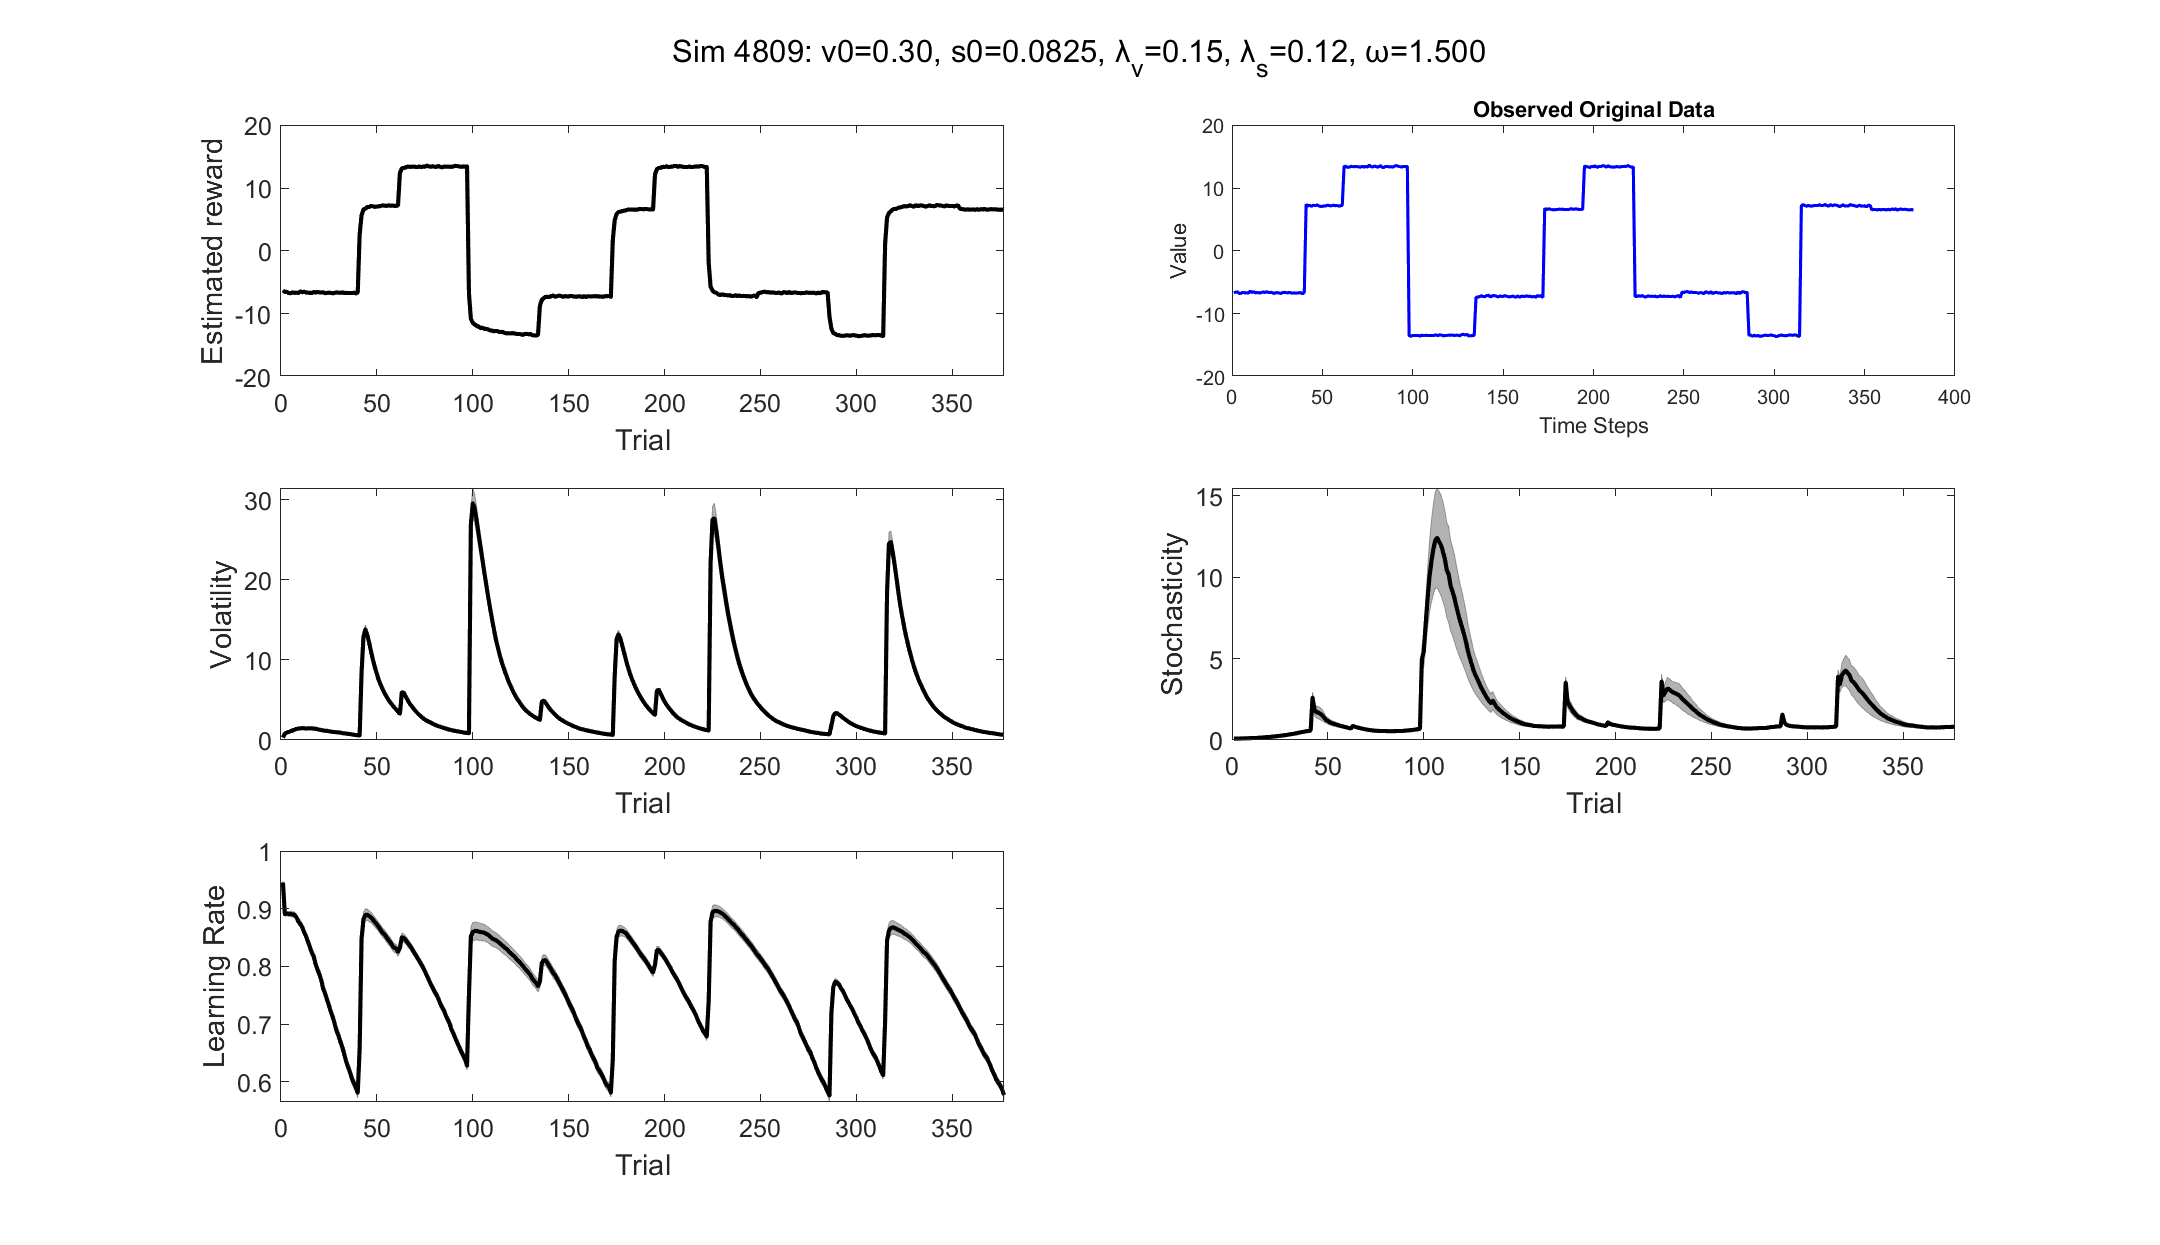 Sim 4809: v0=0.30, s0=0.0825, λ_v=0.15, λ_s=0.12, ω=1.500
Estimated reward
20
10
0
-10
-20
0 50 100 150 200 250 300 350
Trial
Observed Original Data
Value
20
10
0
-10
-20
0 50 100 150 200 250 300 350 400
Time Steps
Volatility
30
20
10
0
0 50 100 150 200 250 300 350
Trial
Stochasticity
15
10
5
0
0 50 100 150 200 250 300 350
Trial
Learning Rate
1
0.9
0.8
0.7
0.6
0 50 100 150 200 250 300 350
Trial